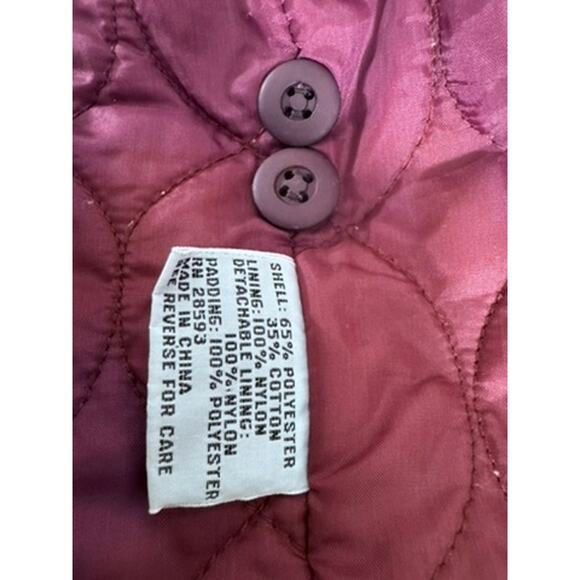 SHELL: 65% POLYESTER
35% COTTON
LINING: 100% NYLON
DETACHABLE LINING:
100% NYLON
PADDING: 100% POLYESTER
RN 28593
MADE IN CHINA
SEE REVERSE FOR CARE